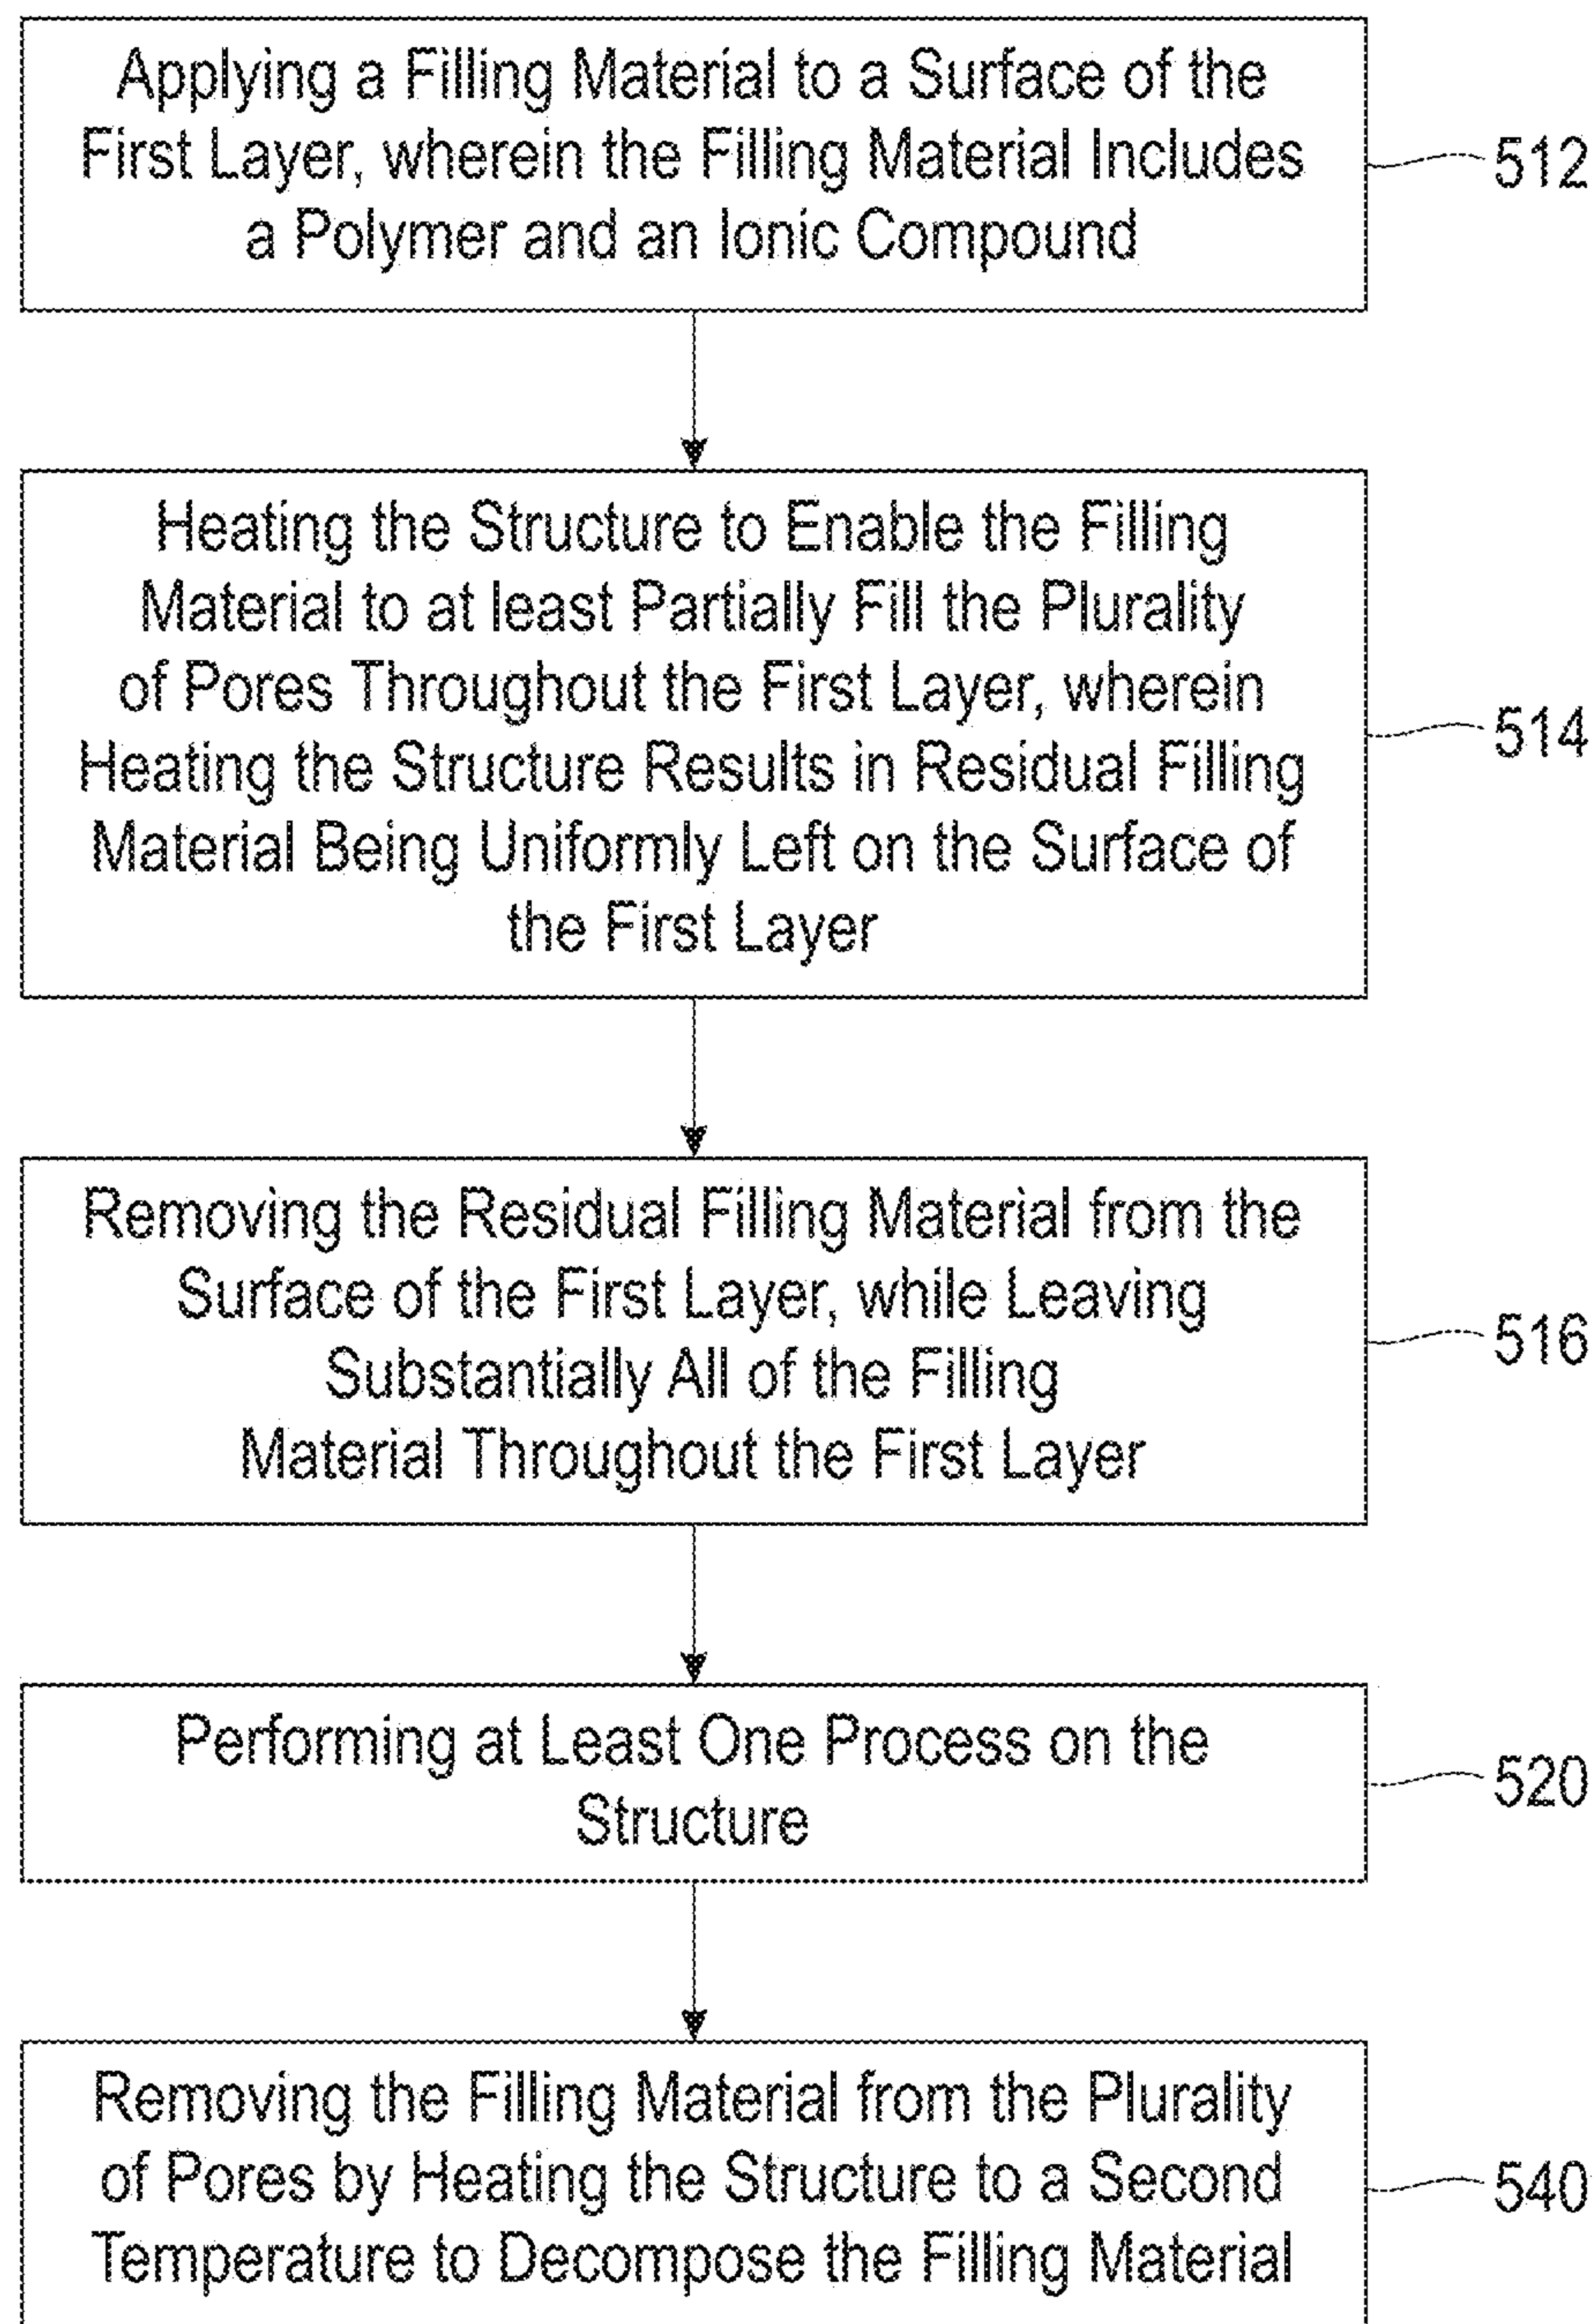 Applying a Filling Material to a Surface of the
First Layer, wherein the Filling Material Includes
a Polymer and an Ionic Compound
512
Heating the Structure to Enable the Filling
Material to at least Partially Fill the Plurality
of Pores Throughout the First Layer, wherein
Heating the Structure Results in Residual Filling
Material Being Uniformly Left on the Surface of
the First Layer
514
Removing the Residual Filling Material from the
Surface of the First Layer, while Leaving
Substantially All of the Filling
Material Throughout the First Layer
516
Performing at Least One Process on the
Structure
520
Removing the Filling Material from the Plurality
of Pores by Heating the Structure to a Second
Temperature to Decompose the Filling Material
540